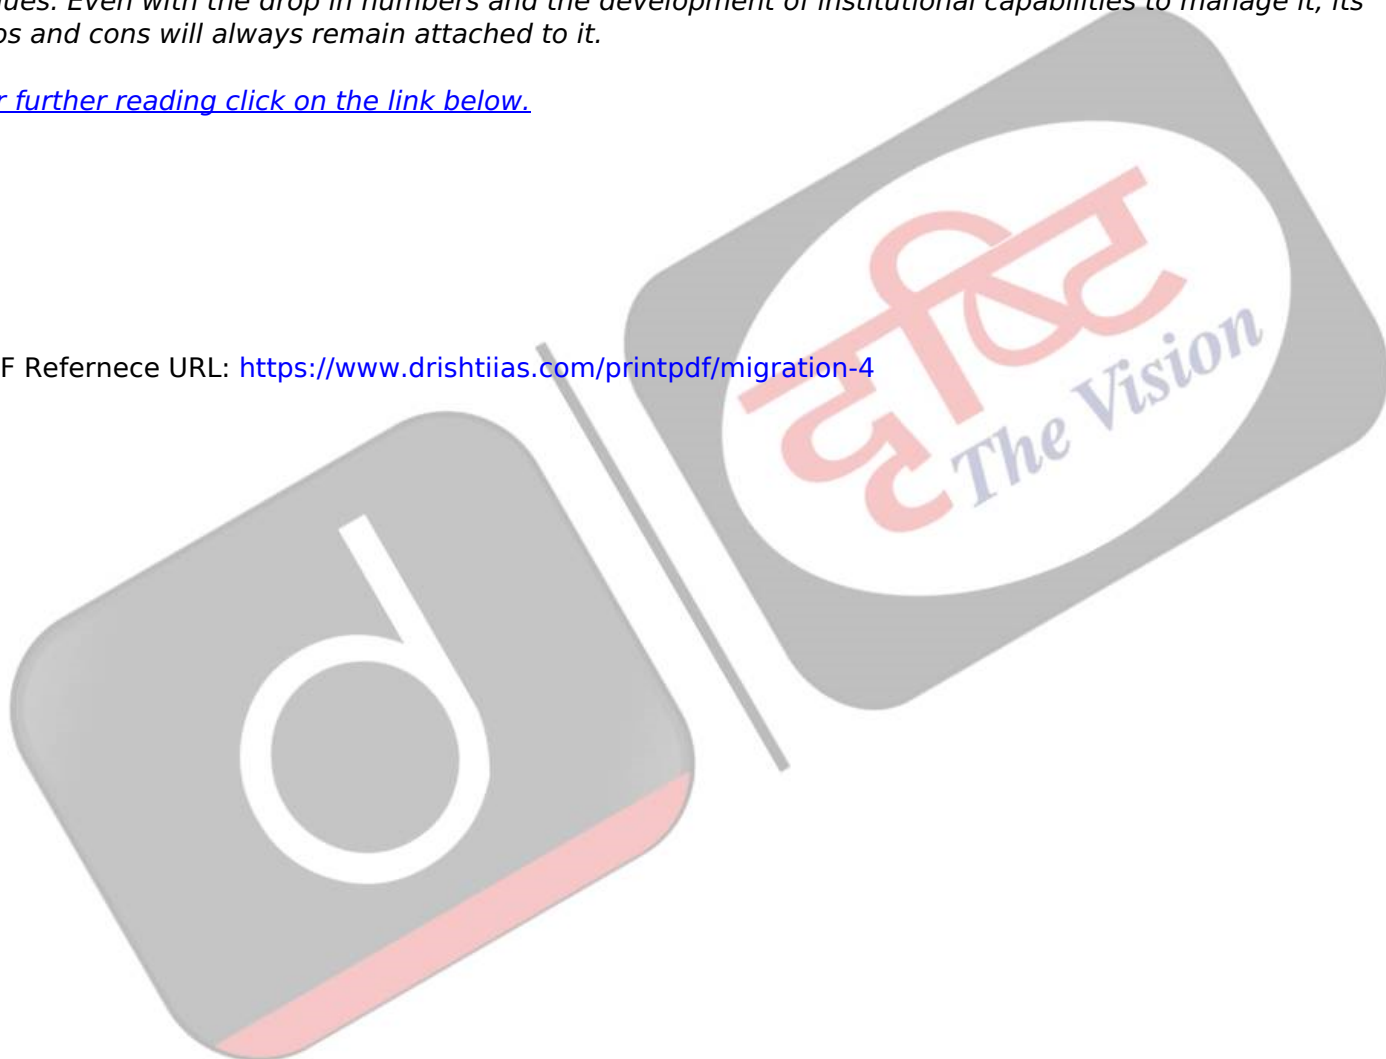 ues. Even with the drop in numbers and the development of institutional capabilities to manage it, its
os and cons will always remain attached to it.
r further reading click on the link below.
F Refernece URL: https://www.drishtiias.com/printpdf/migration-4
दृष्टि
The Vision
d